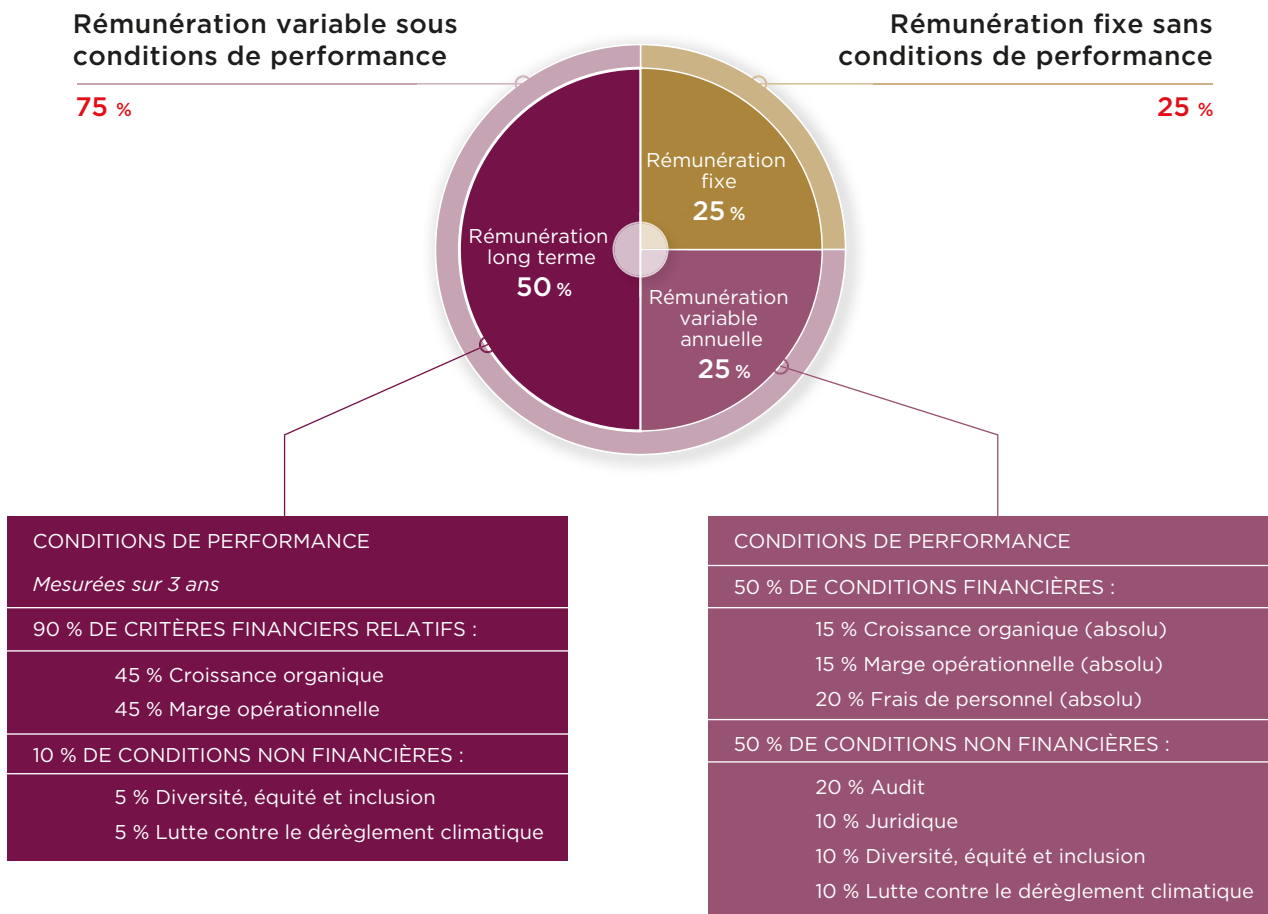 Rémunération variable sous
conditions de performance
75 %
Rémunération fixe sans
conditions de performance
25 %
Rémunération
fixe
25 %
Rémunération
long terme
50 %
Rémunération
variable
annuelle
25 %
CONDITIONS DE PERFORMANCE
Mesurées sur 3 ans
90 % DE CRITÈRES FINANCIERS RELATIFS :
45 % Croissance organique
45 % Marge opérationnelle
10 % DE CONDITIONS NON FINANCIÈRES :
5 % Diversité, équité et inclusion
5 % Lutte contre le dérèglement climatique
CONDITIONS DE PERFORMANCE
50 % DE CONDITIONS FINANCIÈRES :
15 % Croissance organique (absolu)
15 % Marge opérationnelle (absolu)
20 % Frais de personnel (absolu)
50 % DE CONDITIONS NON FINANCIÈRES :
20 % Audit
10 % Juridique
10 % Diversité, équité et inclusion
10 % Lutte contre le dérèglement climatique